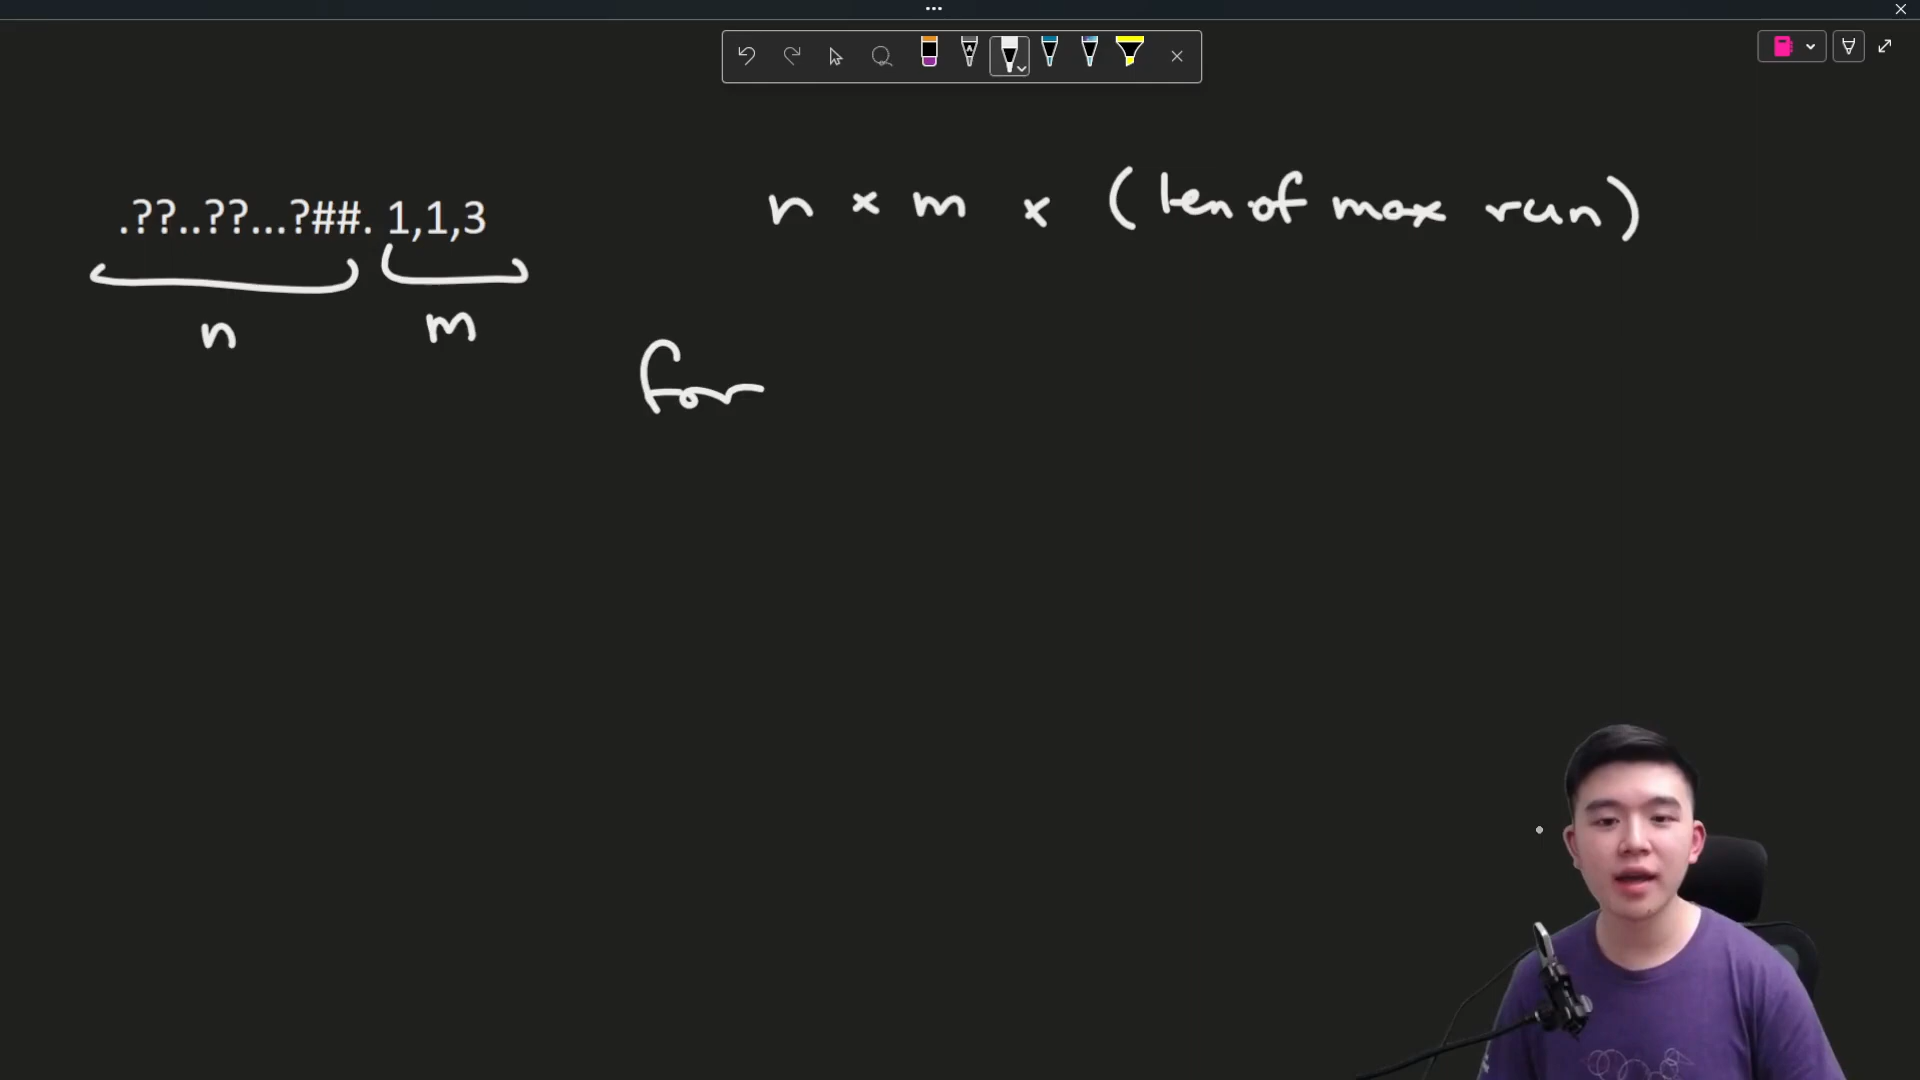 .??..??...?##. 1,1,3
n × m × (len of max run)
n
m
for